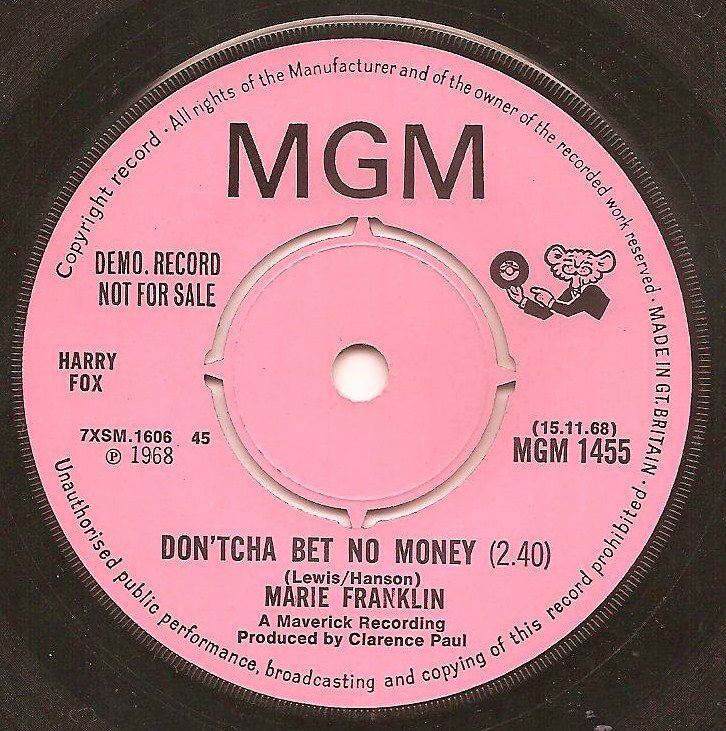 Copyright record · All rights of the Manufacturer and of the owner of the recorded work reserved · MADE IN GT. BRITAIN · Unauthorised public performance, broadcasting and copying of this record prohibited ·
MGM
DEMO. RECORD
NOT FOR SALE
HARRY
FOX
7XSM.1606 45
℗ 1968
(15.11.68)
MGM 1455
DON'TCHA BET NO MONEY (2.40)
(Lewis/Hanson)
MARIE FRANKLIN
A Maverick Recording
Produced by Clarence Paul